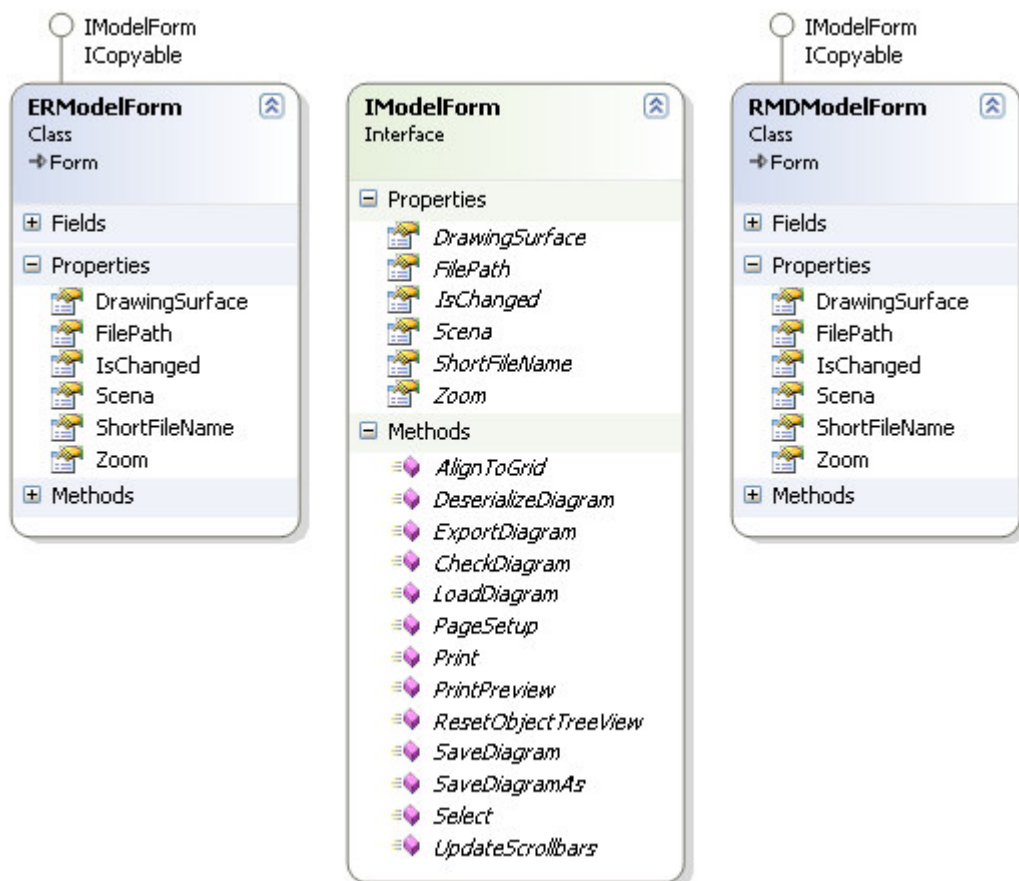 IModelForm
ICopyable
ERModelForm
Class
Form
Fields
Properties
DrawingSurface
FilePath
IsChanged
Scena
ShortFileName
Zoom
Methods
IModelForm
Interface
Properties
DrawingSurface
FilePath
IsChanged
Scena
ShortFileName
Zoom
Methods
AlignToGrid
DeserializeDiagram
ExportDiagram
CheckDiagram
LoadDiagram
PageSetup
Print
PrintPreview
ResetObjectTreeView
SaveDiagram
SaveDiagramAs
Select
UpdateScrollbars
IModelForm
ICopyable
RMDModelForm
Class
Form
Fields
Properties
DrawingSurface
FilePath
IsChanged
Scena
ShortFileName
Zoom
Methods